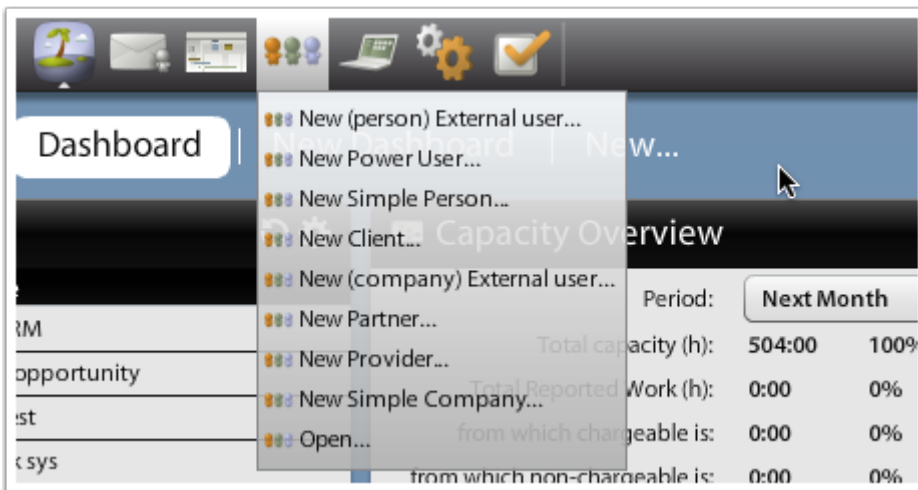 Dashboard New Dashboard New...
New (person) External user...
New Power User...
New Simple Person...
New Client...
New (company) External user...
New Partner...
New Provider...
New Simple Company...
Open...
Capacity Overview
Period: Next Month
Total capacity (h): 504:00 100%
Total Reported Work (h): 0:00 0%
from which chargeable is: 0:00 0%
from which non-chargeable is: 0:00 0%
RM
opportunity
est
k sys